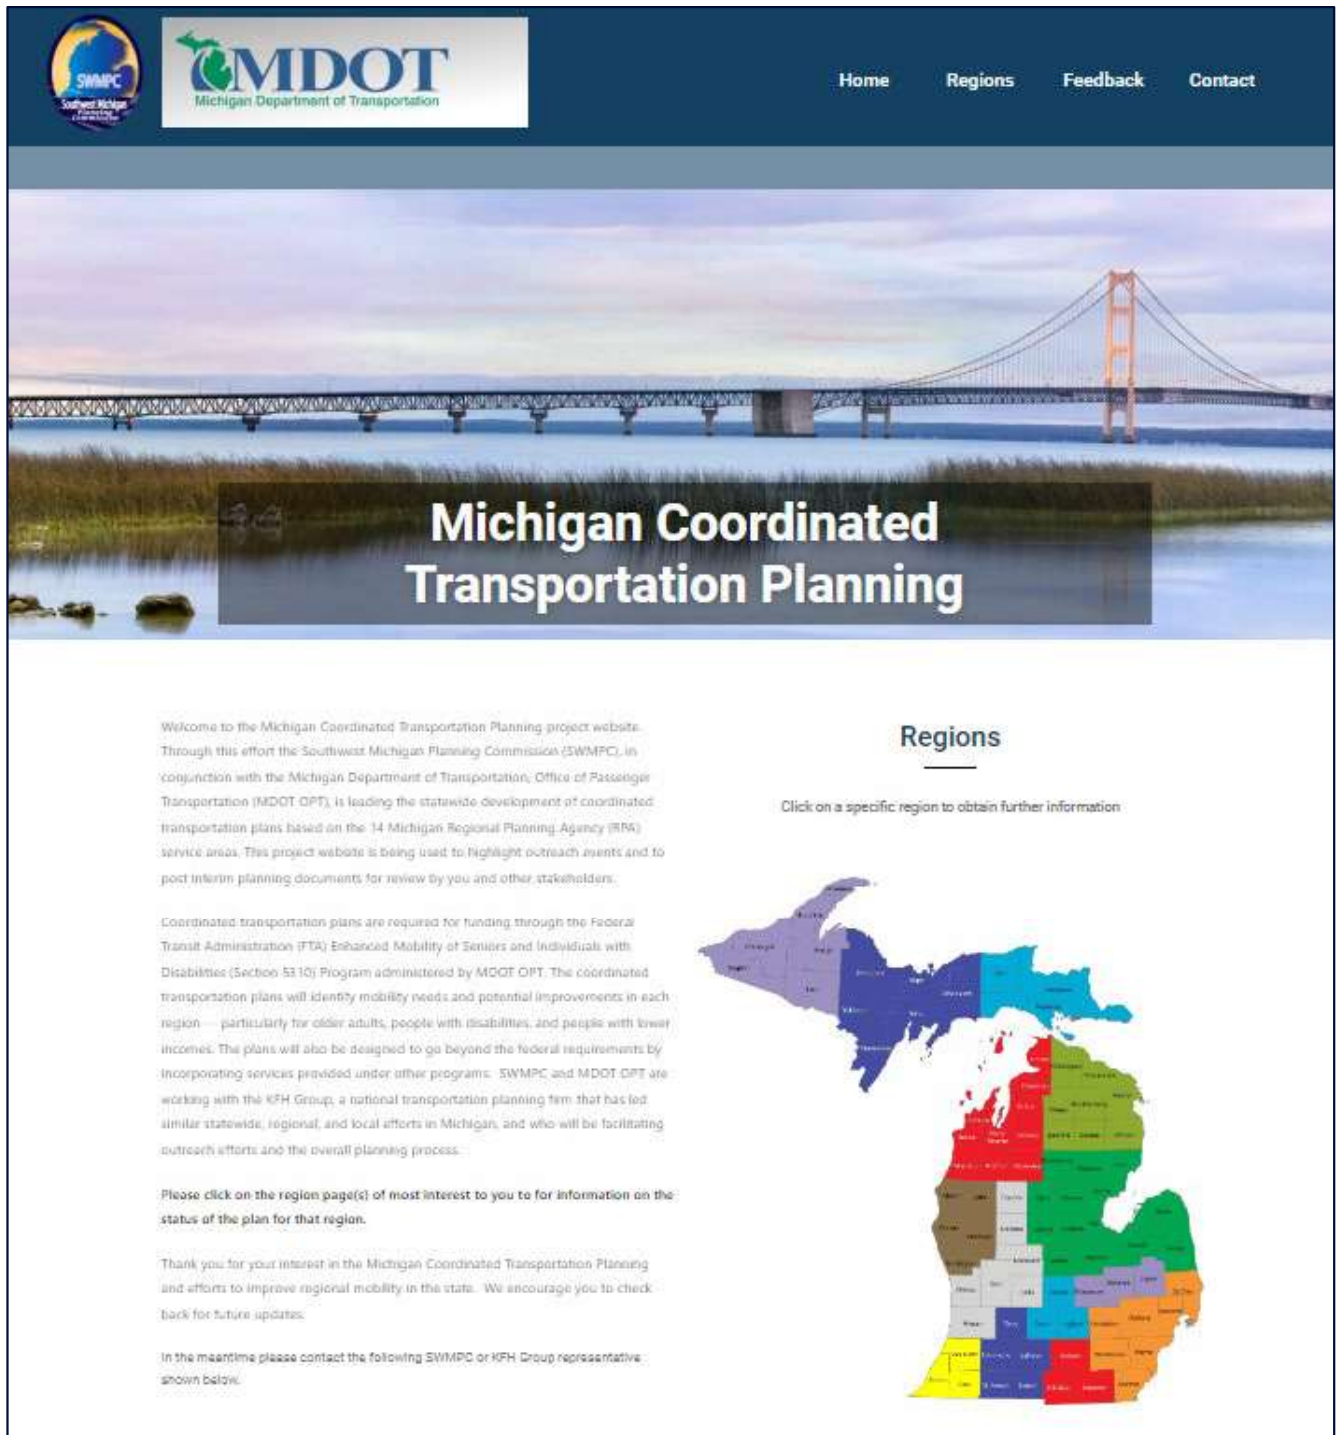 SWMPC
Southwest Michigan
Planning
Commission
MDOT
Michigan Department of Transportation
Home Regions Feedback Contact
Michigan Coordinated
Transportation Planning
Welcome to the Michigan Coordinated Transportation Planning project website.
Through this effort the Southwest Michigan Planning Commission (SWMPC), in
conjunction with the Michigan Department of Transportation, Office of Passenger
Transportation (MDOT OPT), is leading the statewide development of coordinated
transportation plans based on the 14 Michigan Regional Planning Agency (RPA)
service areas. This project website is being used to highlight outreach events and to
post interim planning documents for review by you and other stakeholders.
Coordinated transportation plans are required for funding through the Federal
Transit Administration (FTA) Enhanced Mobility of Seniors and Individuals with
Disabilities (Section 5310) Program administered by MDOT OPT. The coordinated
transportation plans will identify mobility needs and potential improvements in each
region particularly for older adults, people with disabilities, and people with lower
incomes. The plans will also be designed to go beyond the federal requirements by
incorporating services provided under other programs. SWMPC and MDOT OPT are
working with the KFH Group, a national transportation planning firm that has led
similar statewide, regional, and local efforts in Michigan, and who will be facilitating
outreach efforts and the overall planning process.
Please click on the region page(s) of most interest to you to for information on the
status of the plan for that region.
Thank you for your interest in the Michigan Coordinated Transportation Planning
and efforts to improve regional mobility in the state. We encourage you to check
back for future updates.
In the meantime please contact the following SWMPC or KFH Group representative
shown below.
Regions
Click on a specific region to obtain further information